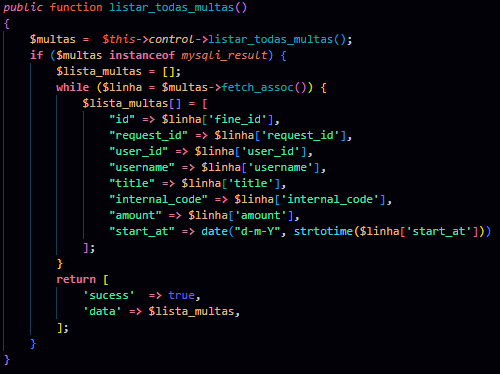 public function listar_todas_multas()
{
    $multas =  $this->control->listar_todas_multas();
    if ($multas instanceof mysqli_result) {
        $lista_multas = [];
        while ($linha = $multas->fetch_assoc()) {
            $lista_multas[] = [
                "id" => $linha['fine_id'],
                "request_id" => $linha['request_id'],
                "user_id" => $linha['user_id'],
                "username" => $linha['username'],
                "title" => $linha['title'],
                "internal_code" => $linha['internal_code'],
                "amount" => $linha['amount'],
                "start_at" => date("d-m-Y", strtotime($linha['start_at']))
            ];
        }
        return [
            'sucess'  => true,
            'data' => $lista_multas,
        ];
    }
}